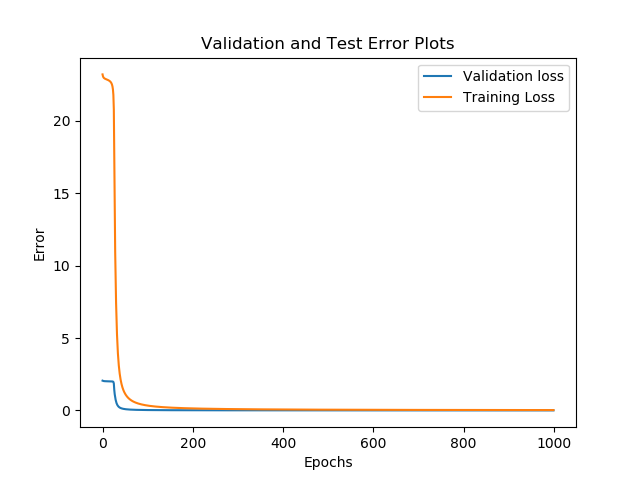 Validation and Test Error Plots
Validation loss
Training Loss
20
15
10
5
0
Error
0 200 400 600 800 1000
Epochs